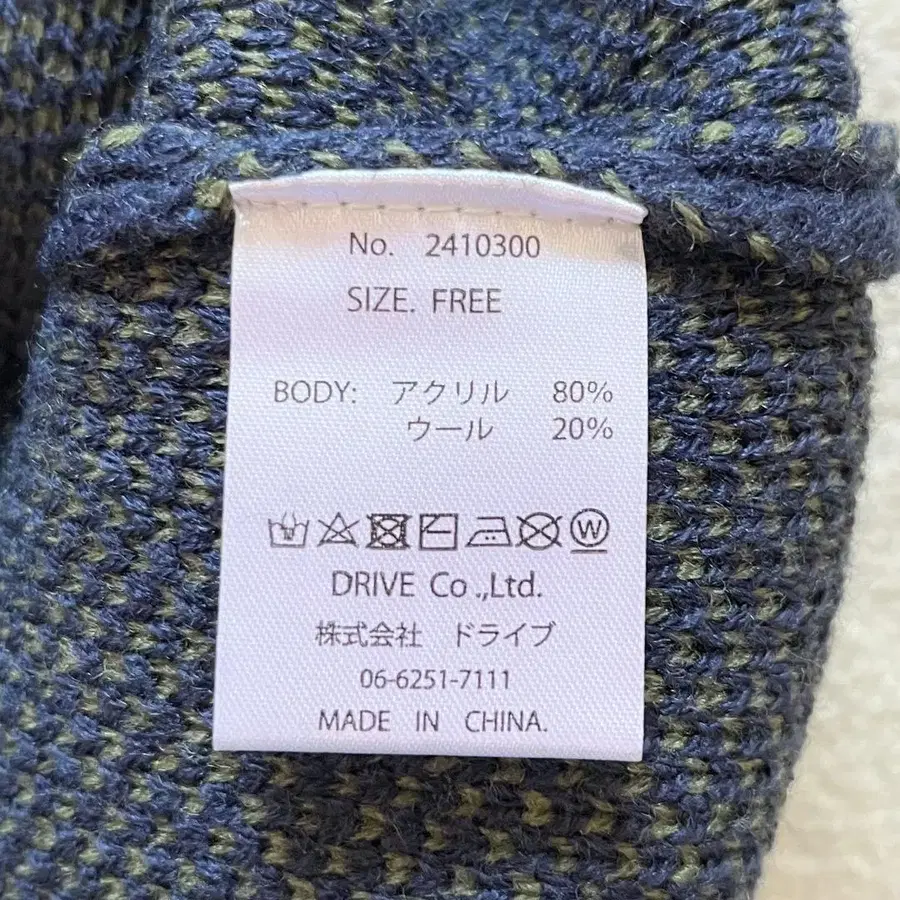 No. 2410300
SIZE. FREE
BODY: アクリル 80%
ウール 20%
W
DRIVE Co.,Ltd.
株式会社 ドライブ
06-6251-7111
MADE IN CHINA.